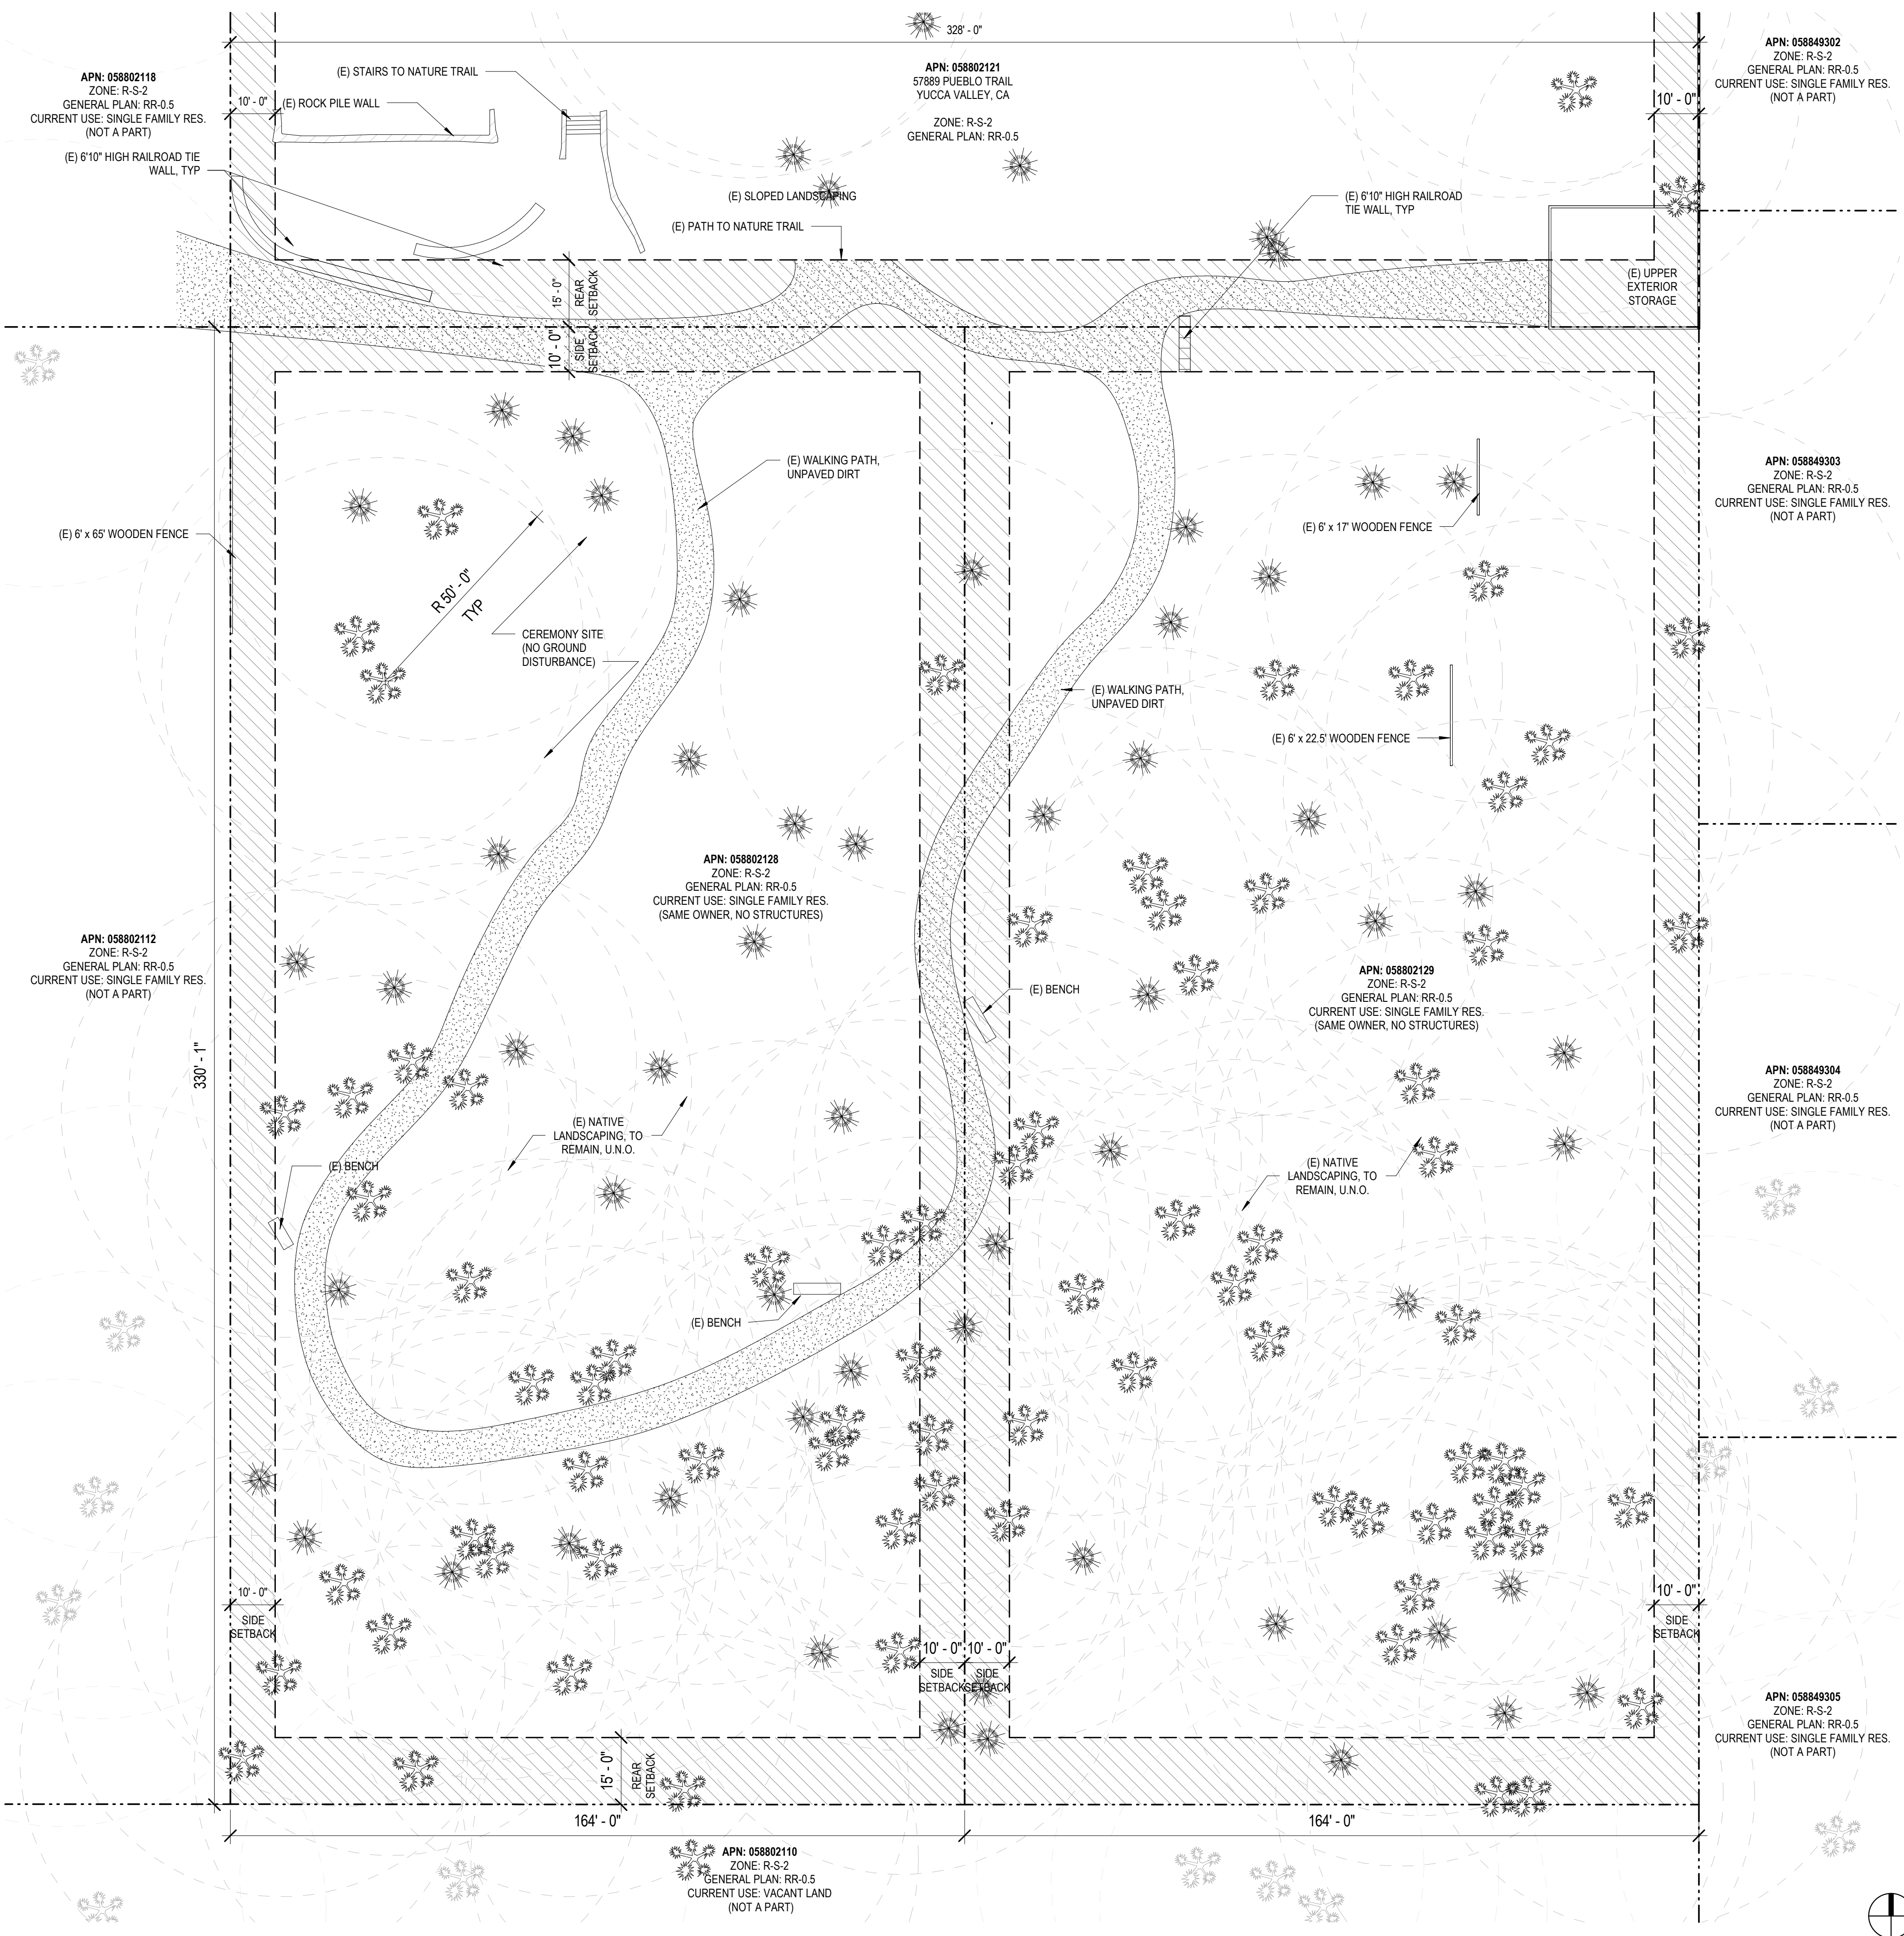 328' - 0"
APN: 058802118
ZONE: R-S-2
GENERAL PLAN: RR-0.5
CURRENT USE: SINGLE FAMILY RES.
(NOT A PART)
(E) STAIRS TO NATURE TRAIL
10' - 0"
(E) ROCK PILE WALL
(E) 6'10" HIGH RAILROAD TIE
WALL, TYP
APN: 058802121
57889 PUEBLO TRAIL
YUCCA VALLEY, CA
ZONE: R-S-2
GENERAL PLAN: RR-0.5
APN: 058849302
ZONE: R-S-2
GENERAL PLAN: RR-0.5
CURRENT USE: SINGLE FAMILY RES.
(NOT A PART)
10' - 0"
(E) SLOPED LANDSCAPING
(E) PATH TO NATURE TRAIL
(E) 6'10" HIGH RAILROAD
TIE WALL, TYP
(E) UPPER
EXTERIOR
STORAGE
15' - 0"
REAR
SETBACK
10' - 0"
SIDE
SETBACK
(E) WALKING PATH,
UNPAVED DIRT
APN: 058849303
ZONE: R-S-2
GENERAL PLAN: RR-0.5
CURRENT USE: SINGLE FAMILY RES.
(NOT A PART)
(E) 6' x 65' WOODEN FENCE
(E) 6' x 17' WOODEN FENCE
R 50' - 0"
TYP
CEREMONY SITE
(NO GROUND
DISTURBANCE)
(E) WALKING PATH,
UNPAVED DIRT
(E) 6' x 22.5' WOODEN FENCE
APN: 058802128
ZONE: R-S-2
GENERAL PLAN: RR-0.5
CURRENT USE: SINGLE FAMILY RES.
(SAME OWNER, NO STRUCTURES)
APN: 058802112
ZONE: R-S-2
GENERAL PLAN: RR-0.5
CURRENT USE: SINGLE FAMILY RES.
(NOT A PART)
(E) BENCH
APN: 058802129
ZONE: R-S-2
GENERAL PLAN: RR-0.5
CURRENT USE: SINGLE FAMILY RES.
(SAME OWNER, NO STRUCTURES)
330' - 1"
APN: 058849304
ZONE: R-S-2
GENERAL PLAN: RR-0.5
CURRENT USE: SINGLE FAMILY RES.
(NOT A PART)
(E) NATIVE
LANDSCAPING, TO
REMAIN, U.N.O.
(E) BENCH
(E) NATIVE
LANDSCAPING, TO
REMAIN, U.N.O.
(E) BENCH
10' - 0"
SIDE
SETBACK
10' - 0"
SIDE
SETBACK
10' - 0"
SIDE
SETBACK
10' - 0"
SIDE
SETBACK
15' - 0"
REAR
SETBACK
APN: 058849305
ZONE: R-S-2
GENERAL PLAN: RR-0.5
CURRENT USE: SINGLE FAMILY RES.
(NOT A PART)
164' - 0"
164' - 0"
APN: 058802110
ZONE: R-S-2
GENERAL PLAN: RR-0.5
CURRENT USE: VACANT LAND
(NOT A PART)